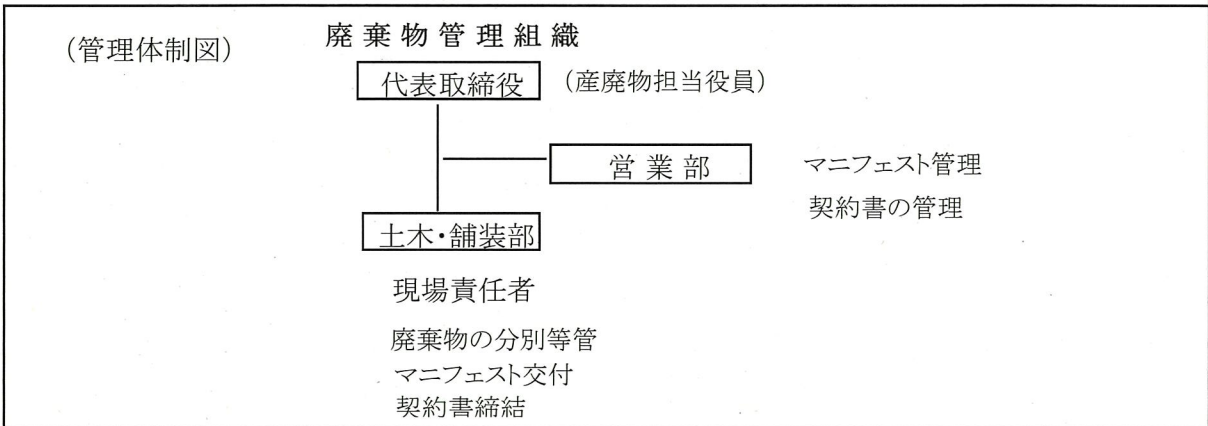 (管理体制図)
廃棄物管理組織
代表取締役
(産廃物担当役員)
営業部
マニフェスト管理
契約書の管理
土木・舗装部
現場責任者
廃棄物の分別等管
マニフェスト交付
契約書締結